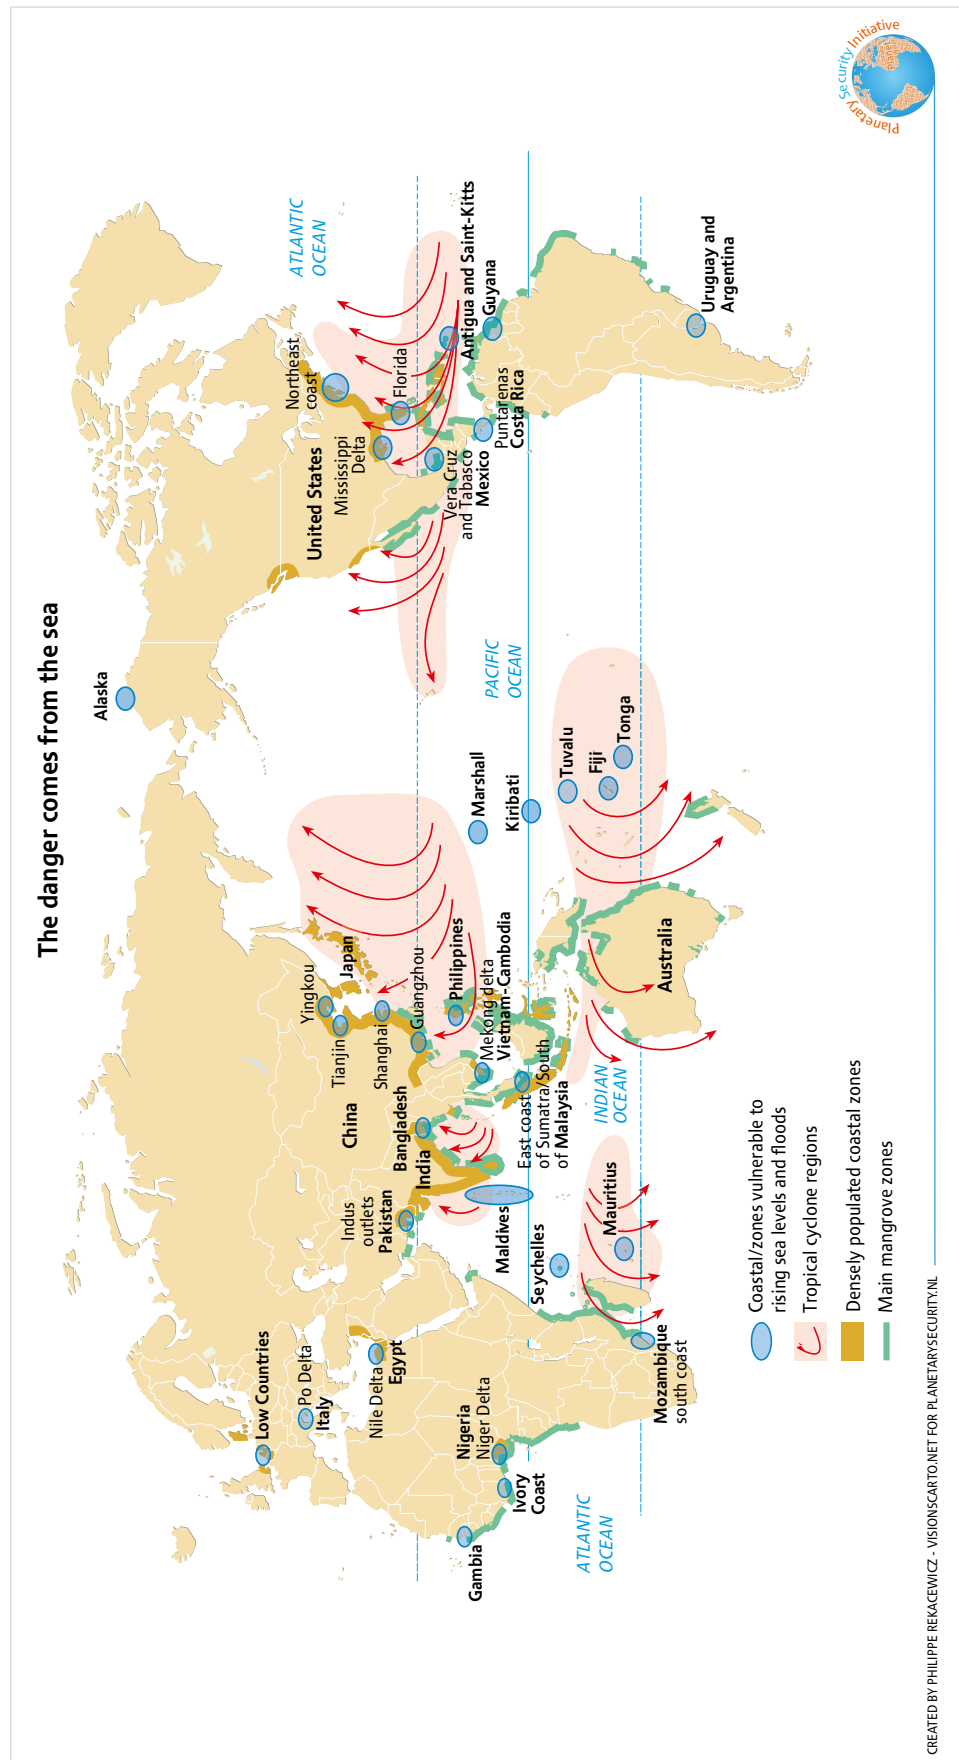 The danger comes from the sea
Planetary Security Initiative
Alaska
ATLANTIC
OCEAN
Northeast
coast
United States
Mississippi
Delta
Florida
Antigua and Saint-Kitts
Guyana
Vera Cruz
and Tabasco
Mexico
Puntarenas
Costa Rica
Uruguay and
Argentina
PACIFIC
OCEAN
Marshall
Kiribati
Tuvalu
Fiji
Tonga
Low Countries
Po Delta
Italy
Nile Delta
Egypt
Indus
outlets
Pakistan
India
Bangladesh
China
Yingkou
Tianjin
Shanghai
Japan
Guangzhou
Philippines
Mekong delta
Vietnam-Cambodia
East coast
of Sumatra/South
of Malaysia
Maldives
Seychelles
Mauritius
INDIAN
OCEAN
Australia
Gambia
Ivory
Coast
Nigeria
Niger Delta
ATLANTIC
OCEAN
Mozambique
south coast
Coastal/zones vulnerable to
rising sea levels and floods
Tropical cyclone regions
Densely populated coastal zones
Main mangrove zones
CREATED BY PHILIPPE REKACEWICZ - VISIONSCARTO.NET FOR PLANETARYSECURITY.NL